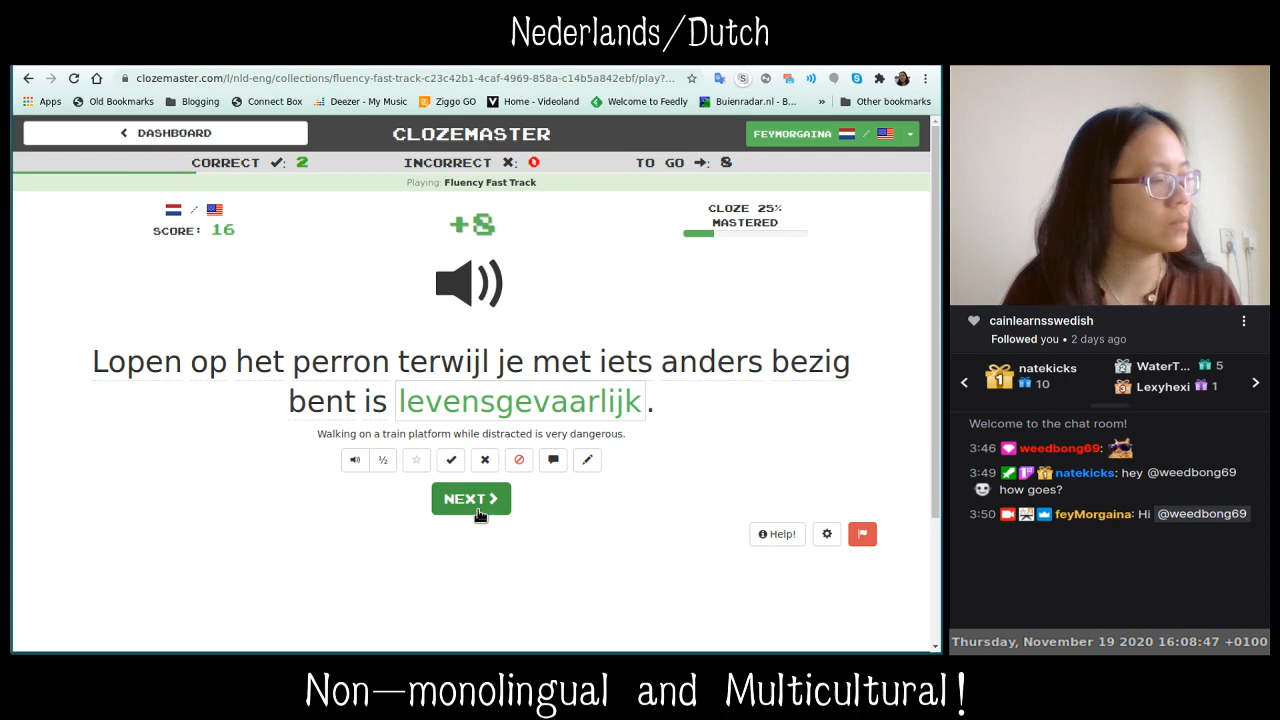 Nederlands/Dutch
clozemaster.com/l/nld-eng/collections/fluency-fast-track-c23c42b1-4caf-4969-858a-c14b5a842ebf/play?...
Apps Old Bookmarks Blogging Connect Box Deezer - My Music Ziggo GO Home - Videoland Welcome to Feedly Buienradar.nl - B... » Other bookmarks
DASHBOARD
CLOZEMASTER
FEYMORGAINA /
CORRECT ✓: 2 INCORRECT ✖: 0 TO GO →: 8
Playing: Fluency Fast Track
/
SCORE: 16
+8
CLOZE 25%
MASTERED
Lopen op het perron terwijl je met iets anders bezig
bent is levensgevaarlijk.
Walking on a train platform while distracted is very dangerous.
½
NEXT
Help!
cainlearnsswedish
Followed you • 2 days ago
1 natekicks
10
2 WaterT... 5
3 Lexyhexi 1
Welcome to the chat room!
3:46 weedbong69:
3:49 natekicks: hey @weedbong69
how goes?
3:50 feyMorgaina: Hi @weedbong69
Thursday, November 19 2020 16:08:47 +0100
Non-monolingual and Multicultural!